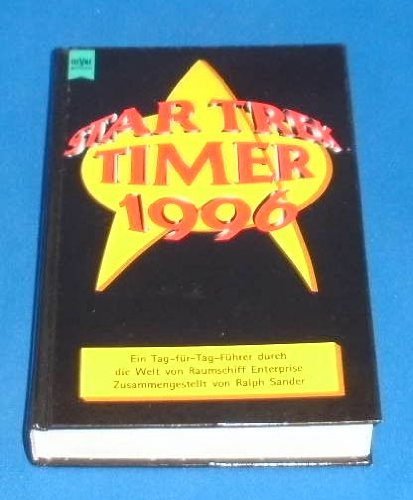 HEYNE
STAR TREK
TIMER
1996
Ein Tag-für-Tag-Führer durch
die Welt von Raumschiff Enterprise
Zusammengestellt von Ralph Sander